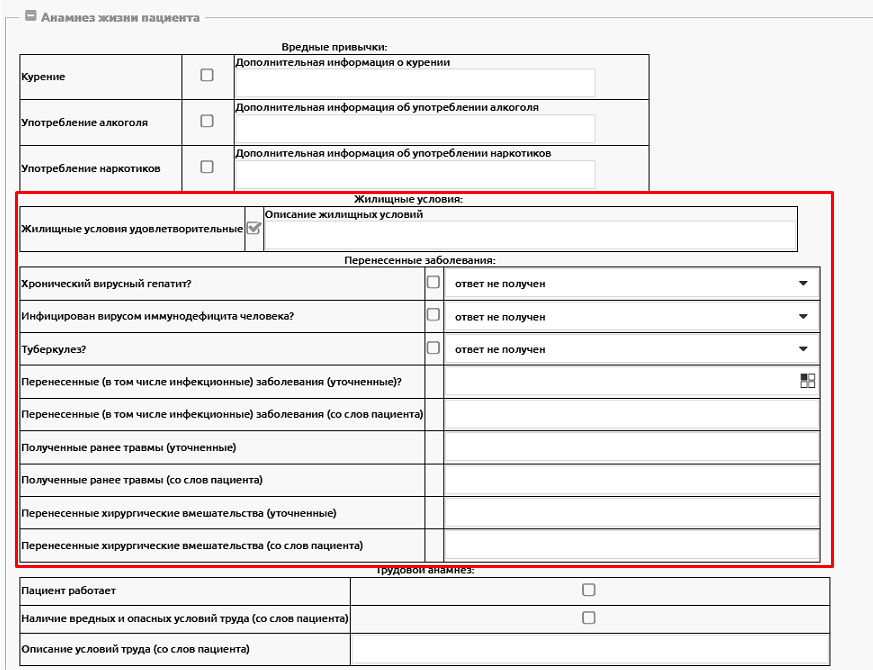 Анамнез жизни пациента
Вредные привычки:
Курение
Дополнительная информация о курении
Употребление алкоголя
Дополнительная информация об употреблении алкоголя
Употребление наркотиков
Дополнительная информация об употреблении наркотиков
Жилищные условия:
Жилищные условия удовлетворительные
Описание жилищных условий
Перенесенные заболевания:
Хронический вирусный гепатит?
ответ не получен
Инфицирован вирусом иммунодефицита человека?
ответ не получен
Туберкулез?
ответ не получен
Перенесенные (в том числе инфекционные) заболевания (уточненные)?
Перенесенные (в том числе инфекционные) заболевания (со слов пациента)
Полученные ранее травмы (уточненные)
Полученные ранее травмы (со слов пациента)
Перенесенные хирургические вмешательства (уточненные)
Перенесенные хирургические вмешательства (со слов пациента)
Трудовой анамнез:
Пациент работает
Наличие вредных и опасных условий труда (со слов пациента)
Описание условий труда (со слов пациента)